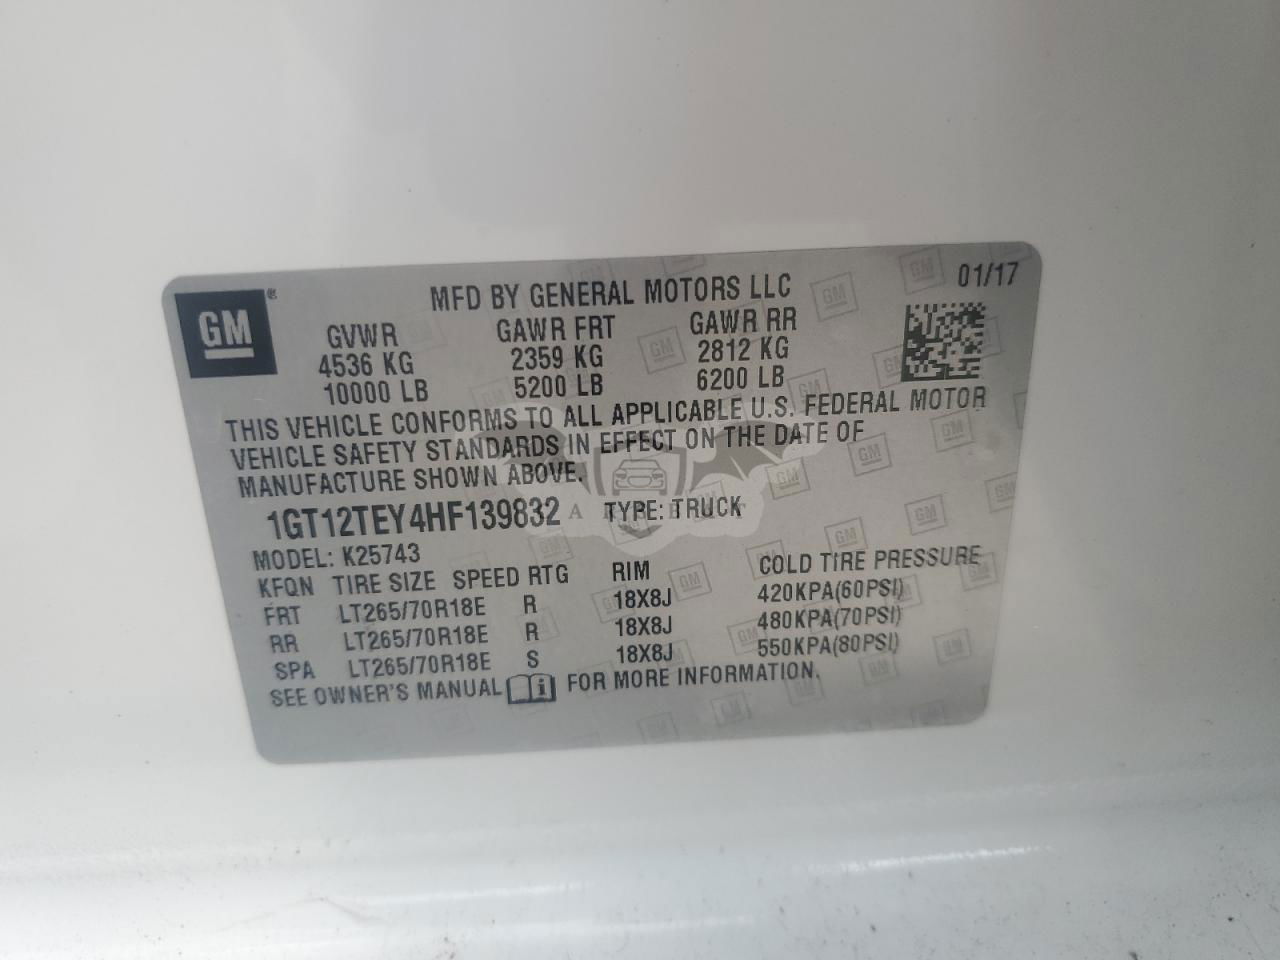 GM®
MFD BY GENERAL MOTORS LLC
01/17
GVWR GAWR FRT GAWR RR
4536 KG 2359 KG 2812 KG
10000 LB 5200 LB 6200 LB
THIS VEHICLE CONFORMS TO ALL APPLICABLE U.S. FEDERAL MOTOR
VEHICLE SAFETY STANDARDS IN EFFECT ON THE DATE OF
MANUFACTURE SHOWN ABOVE.
1GT12TEY4HF139832 TYPE: TRUCK
MODEL: K25743
KFQN TIRE SIZE SPEED RTG RIM COLD TIRE PRESSURE
FRT LT265/70R18E R 18X8J 420KPA(60PSI)
RR LT265/70R18E R 18X8J 480KPA(70PSI)
SPA LT265/70R18E S 18X8J 550KPA(80PSI)
SEE OWNER'S MANUAL FOR MORE INFORMATION.